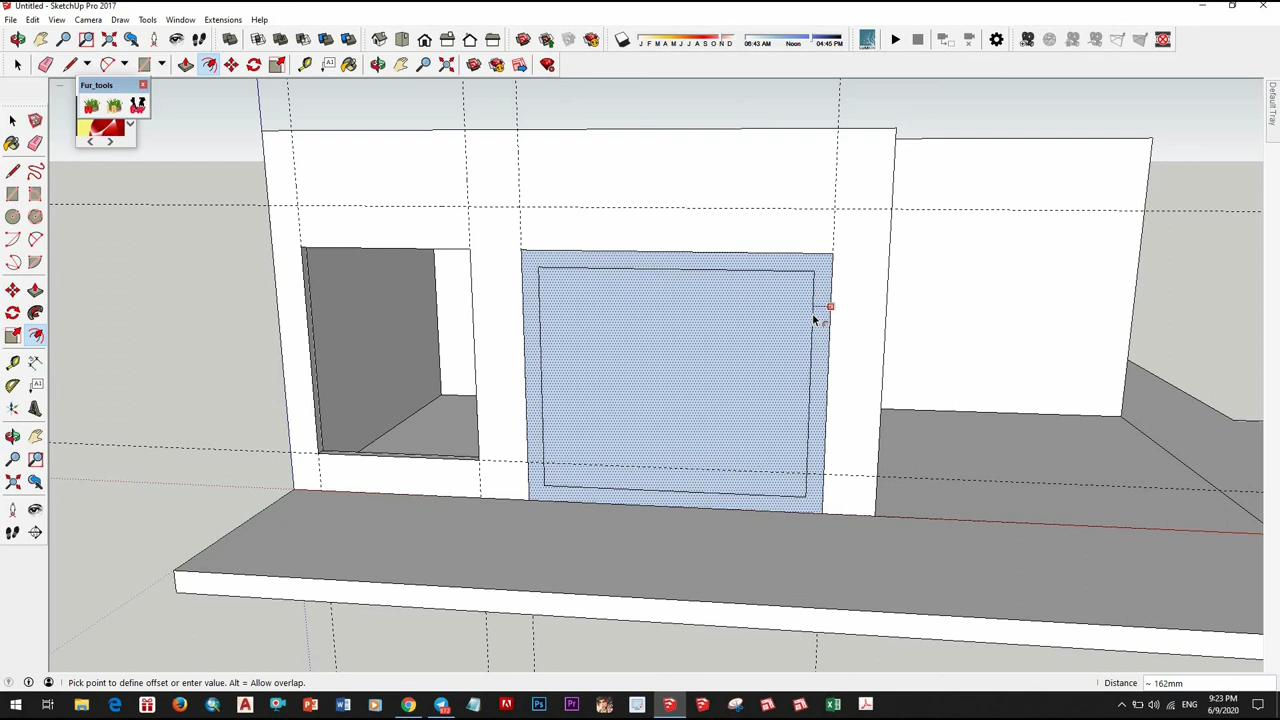 Untitled - SketchUp Pro 2017
File Edit View Camera Draw Tools Window Extensions Help
J F M A M J J A S O N D
06:43 AM Noon 04:45 PM
Fur_tools
Default Tray
Pick point to define offset or enter value. Alt = Allow overlap.
Distance ~ 162mm
ENG
9:23 PM
6/9/2020